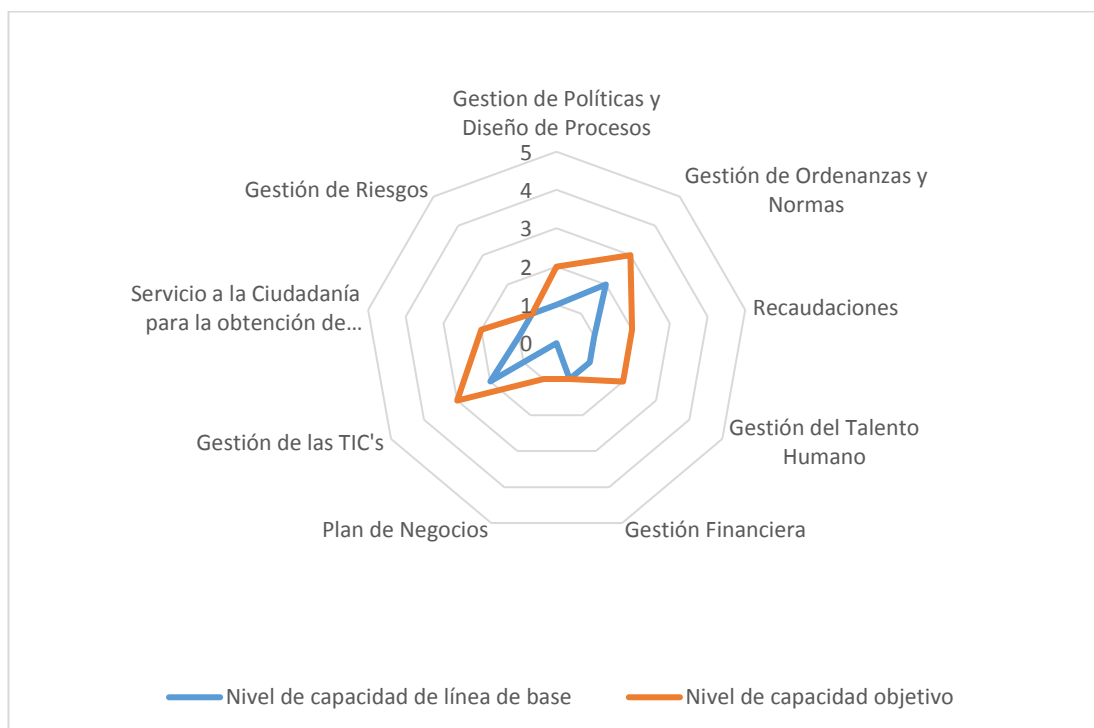 Gestion de Políticas y
Diseño de Procesos
Gestión de Ordenanzas y
Normas
Recaudaciones
Gestión del Talento
Humano
Gestión Financiera
Plan de Negocios
Gestión de las TIC's
Servicio a la Ciudadanía
para la obtención de...
Gestión de Riesgos
5
4
3
2
1
0
Nivel de capacidad de línea de base
Nivel de capacidad objetivo